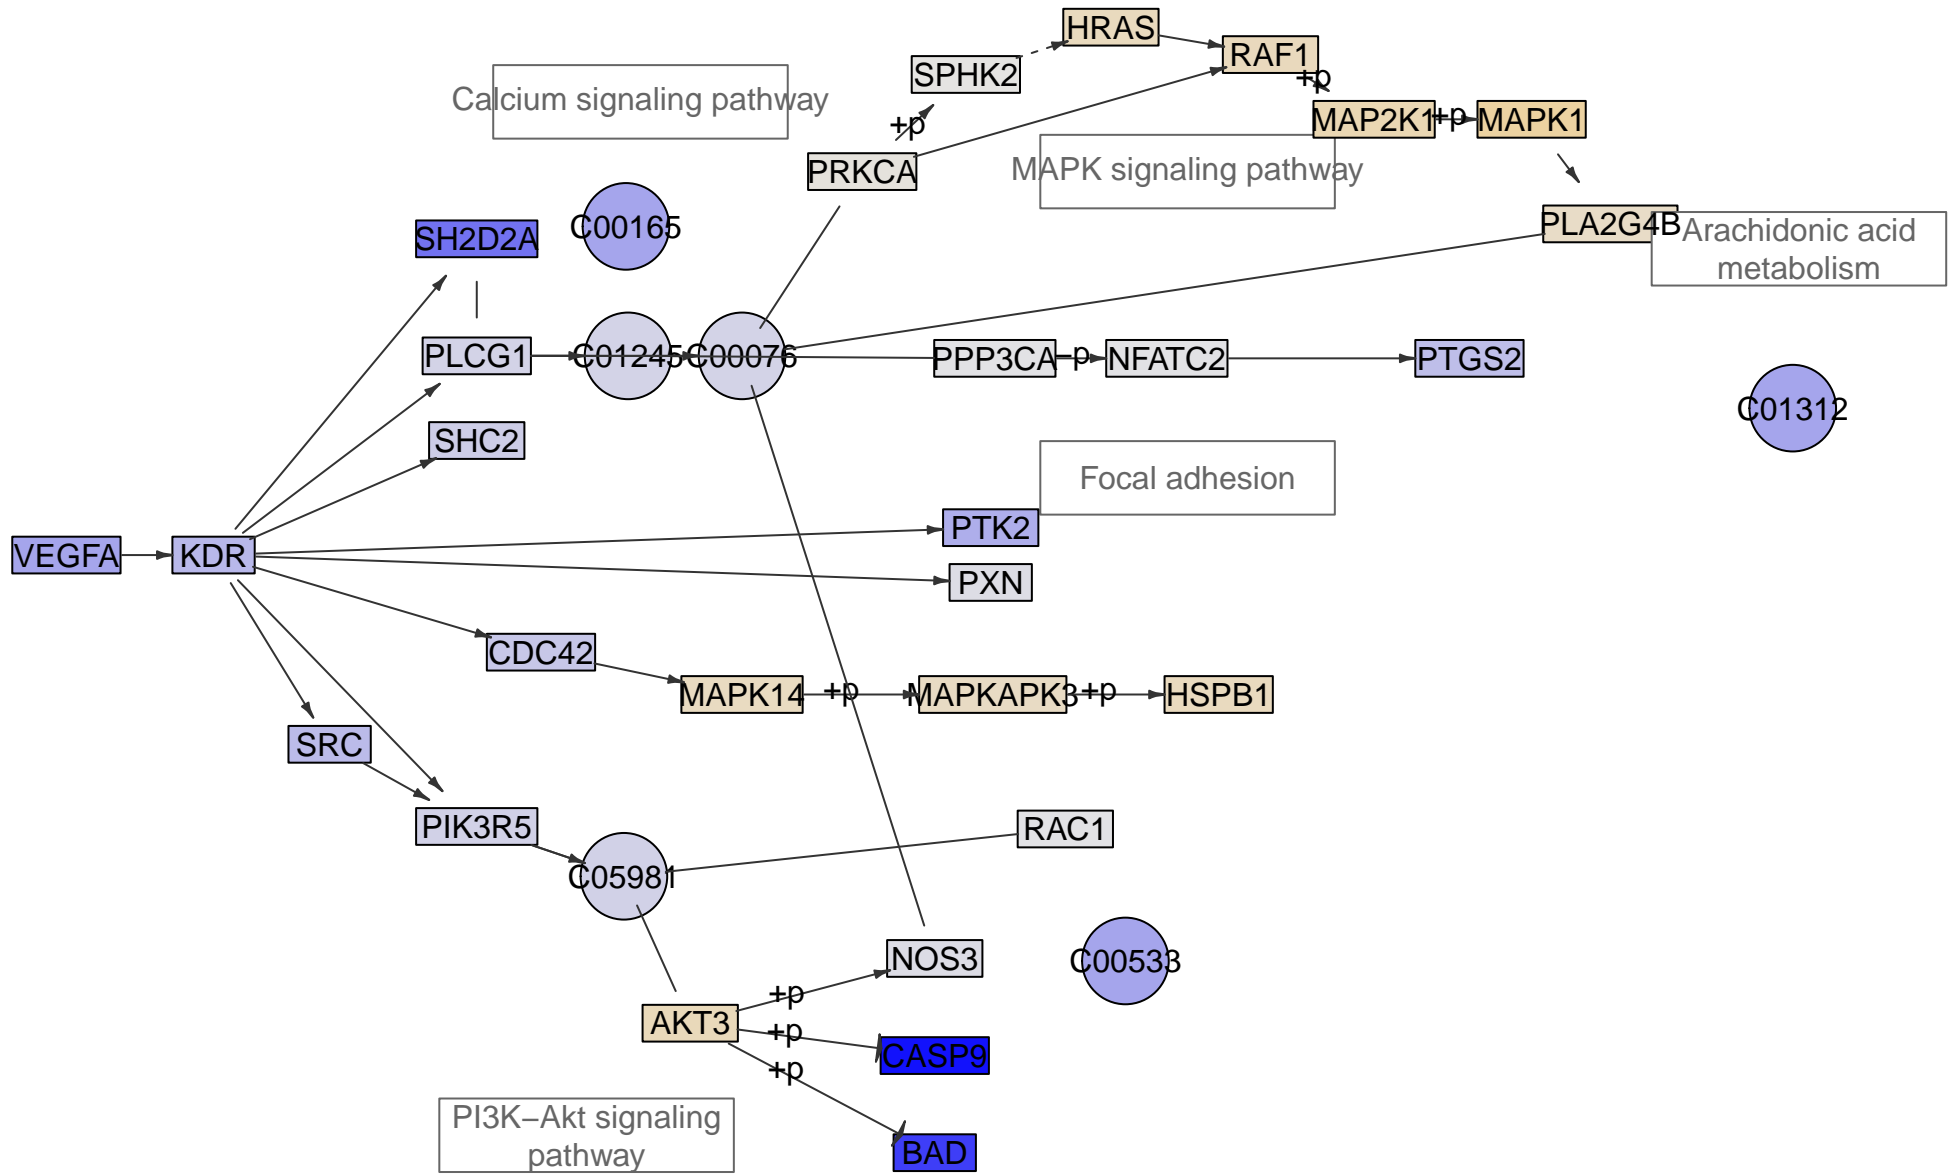 HRAS
RAF1
+p
SPHK2
Calcium signaling pathway
+p
MAP2K1
+p
MAPK1
PRKCA
MAPK signaling pathway
C00165
SH2D2A
PLA2G4B
Arachidonic acid
metabolism
PLCG1
C01245
C00076
PPP3CA
−p
NFATC2
PTGS2
C01312
SHC2
Focal adhesion
PTK2
VEGFA
KDR
PXN
CDC42
MAPK14
+p
MAPKAPK3
+p
HSPB1
SRC
PIK3R5
RAC1
C05981
NOS3
C00533
+p
AKT3
+p
CASP9
+p
PI3K−Akt signaling
pathway
BAD